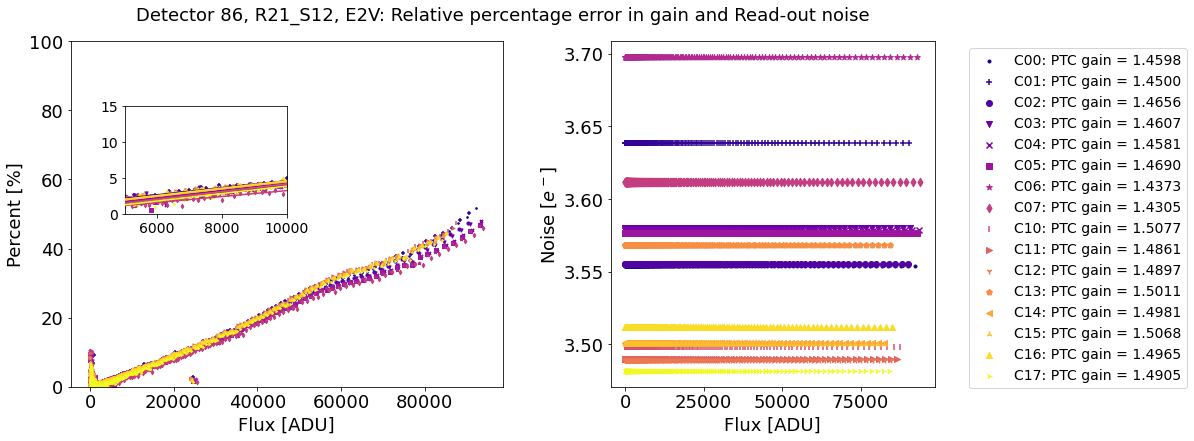 Detector 86, R21_S12, E2V: Relative percentage error in gain and Read-out noise
Percent [%]
100
80
60
40
20
0
15
10
5
0
6000 8000 10000
0 20000 40000 60000 80000
Flux [ADU]
Noise [e⁻]
3.70
3.65
3.60
3.55
3.50
0 25000 50000 75000
Flux [ADU]
C00: PTC gain = 1.4598
C01: PTC gain = 1.4500
C02: PTC gain = 1.4656
C03: PTC gain = 1.4607
C04: PTC gain = 1.4581
C05: PTC gain = 1.4690
C06: PTC gain = 1.4373
C07: PTC gain = 1.4305
C10: PTC gain = 1.5077
C11: PTC gain = 1.4861
C12: PTC gain = 1.4897
C13: PTC gain = 1.5011
C14: PTC gain = 1.4981
C15: PTC gain = 1.5068
C16: PTC gain = 1.4965
C17: PTC gain = 1.4905